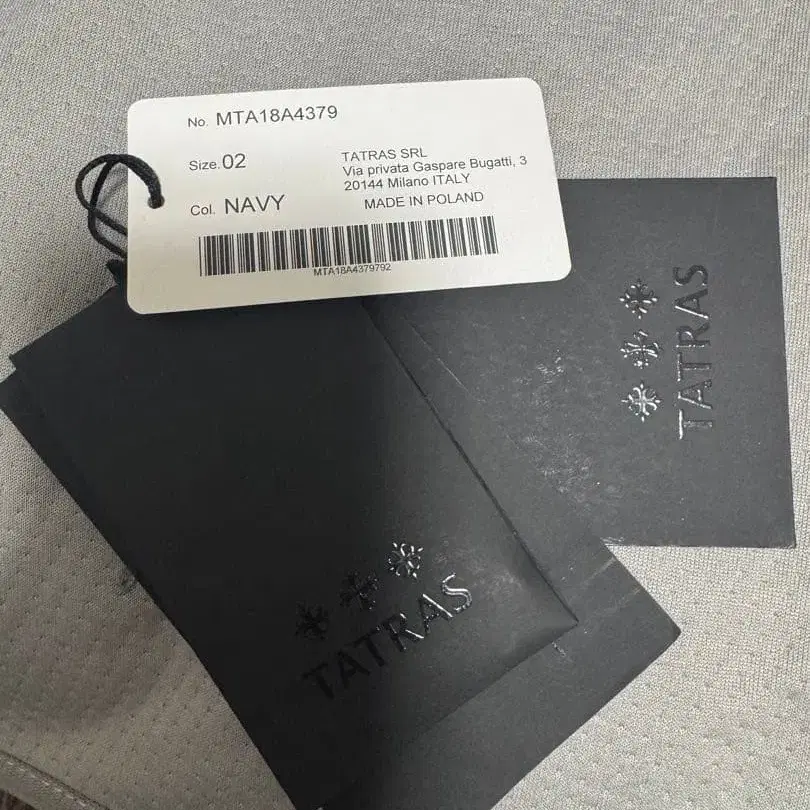 No. MTA18A4379
Size. 02
Col. NAVY
TATRAS SRL
Via privata Gaspare Bugatti, 3
20144 Milano ITALY
MADE IN POLAND
MTA18A4379792
TATRAS
TATRAS